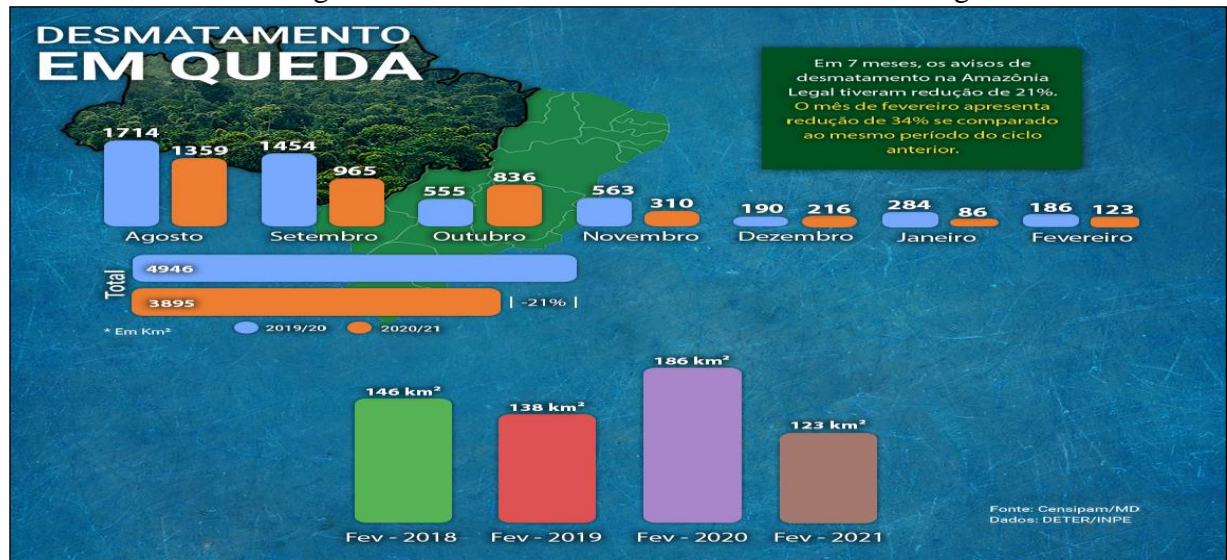 DESMATAMENTO
EM QUEDA
Em 7 meses, os avisos de
desmatamento na Amazônia
Legal tiveram redução de 21%.
O mês de fevereiro apresenta
redução de 34% se comparado
ao mesmo período do ciclo
anterior.
1714 1359 1454 965 555 836 563 310 190 216 284 86 186 123
Agosto Setembro Outubro Novembro Dezembro Janeiro Fevereiro
Total
4946
3895 -21%
* Em Km² 2019/20 2020/21
146 km² 138 km² 186 km² 123 km²
Fev - 2018 Fev - 2019 Fev - 2020 Fev - 2021
Fonte: Censipam/MD
Dados: DETER/INPE